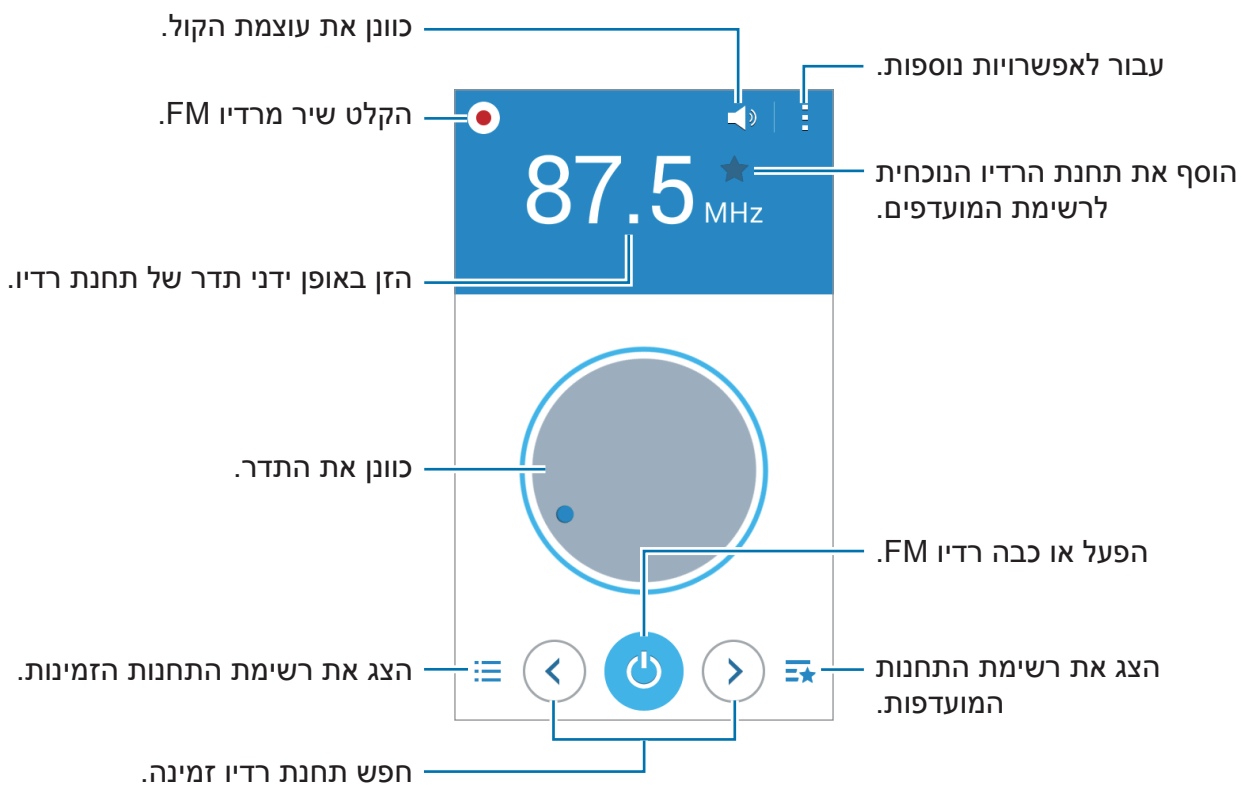 כוונן את עוצמת הקול.
עבור לאפשרויות נוספות.
הקלט שיר מרדיו FM.
הוסף את תחנת הרדיו הנוכחית
לרשימת המועדפים.
87.5 MHz
הזן באופן ידני תדר של תחנת רדיו.
כוונן את התדר.
הפעל או כבה רדיו FM.
הצג את רשימת התחנות
המועדפות.
הצג את רשימת התחנות הזמינות.
חפש תחנת רדיו זמינה.